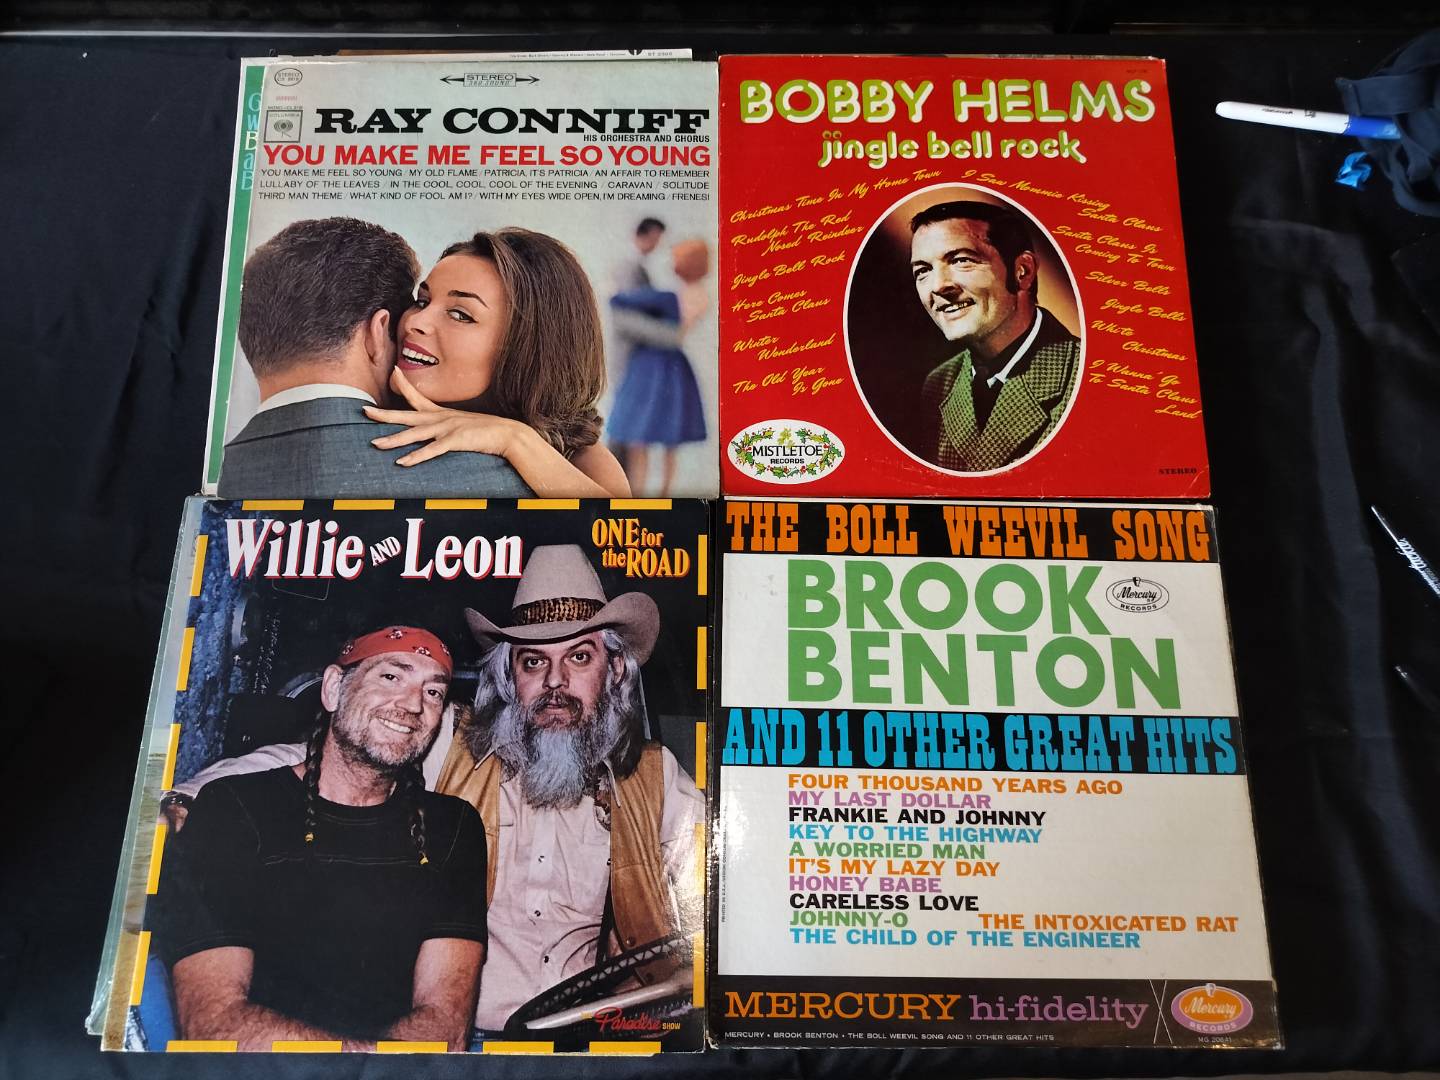 STEREO
CS 8918
COLUMBIA
STEREO
360 SOUND
RAY CONNIFF
HIS ORCHESTRA AND CHORUS
YOU MAKE ME FEEL SO YOUNG
YOU MAKE ME FEEL SO YOUNG / MY OLD FLAME / PATRICIA, IT'S PATRICIA / AN AFFAIR TO REMEMBER
LULLABY OF THE LEAVES / IN THE COOL, COOL, COOL OF THE EVENING / CARAVAN / SOLITUDE
THIRD MAN THEME / WHAT KIND OF FOOL AM I? / WITH MY EYES WIDE OPEN, I'M DREAMING / FRENESI
BOBBY HELMS
jingle bell rock
Christmas Time In My Home Town
Rudolph The Red
Nosed Reindeer
Jingle Bell Rock
Here Comes
Santa Claus
Winter
Wonderland
The Old Year
Is Gone
I Saw Mommie Kissing
Santa Claus
Santa Claus Is
Coming To Town
Silver Bells
Jingle Bells
White
Christmas
I Wanna' Go
To Santa Claus
Land
MISTLETOE
RECORDS
STEREO
Willie AND Leon
ONE for
the ROAD
Paradise SHOW
THE BOLL WEEVIL SONG
BROOK
BENTON
Mercury
RECORDS
AND 11 OTHER GREAT HITS
FOUR THOUSAND YEARS AGO
MY LAST DOLLAR
FRANKIE AND JOHNNY
KEY TO THE HIGHWAY
A WORRIED MAN
IT'S MY LAZY DAY
HONEY BABE
CARELESS LOVE
JOHNNY-O THE INTOXICATED RAT
THE CHILD OF THE ENGINEER
MERCURY hi-fidelity
Mercury
RECORDS
MG 20641
MERCURY • BROOK BENTON • THE BOLL WEEVIL SONG AND 11 OTHER GREAT HITS